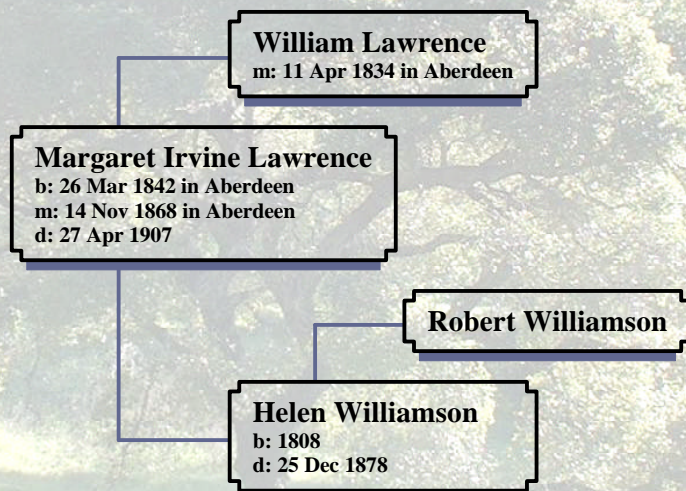 William Lawrence
m: 11 Apr 1834 in Aberdeen
Margaret Irvine Lawrence
b: 26 Mar 1842 in Aberdeen
m: 14 Nov 1868 in Aberdeen
d: 27 Apr 1907
Robert Williamson
Helen Williamson
b: 1808
d: 25 Dec 1878